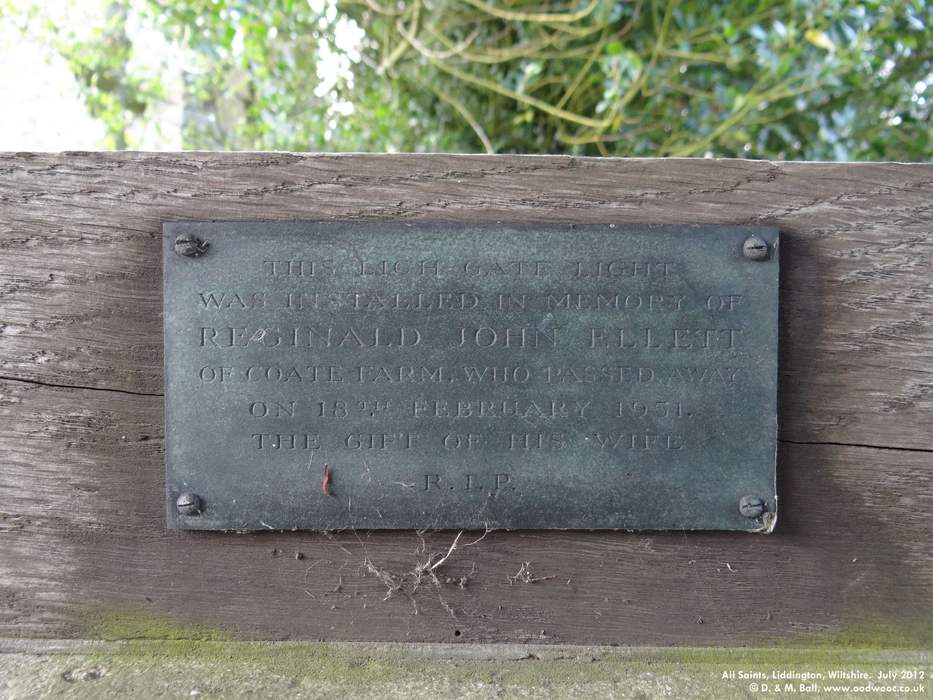 THIS LICH-GATE LIGHT
WAS INSTALLED IN MEMORY OF
REGINALD JOHN ELLETT
OF COATE FARM, WHO PASSED AWAY
ON 18TH FEBRUARY 1951.
THE GIFT OF HIS WIFE
R.I.P.
All Saints, Liddington, Wiltshire. July 2012
© D. & M. Ball. www.oodwooc.co.uk